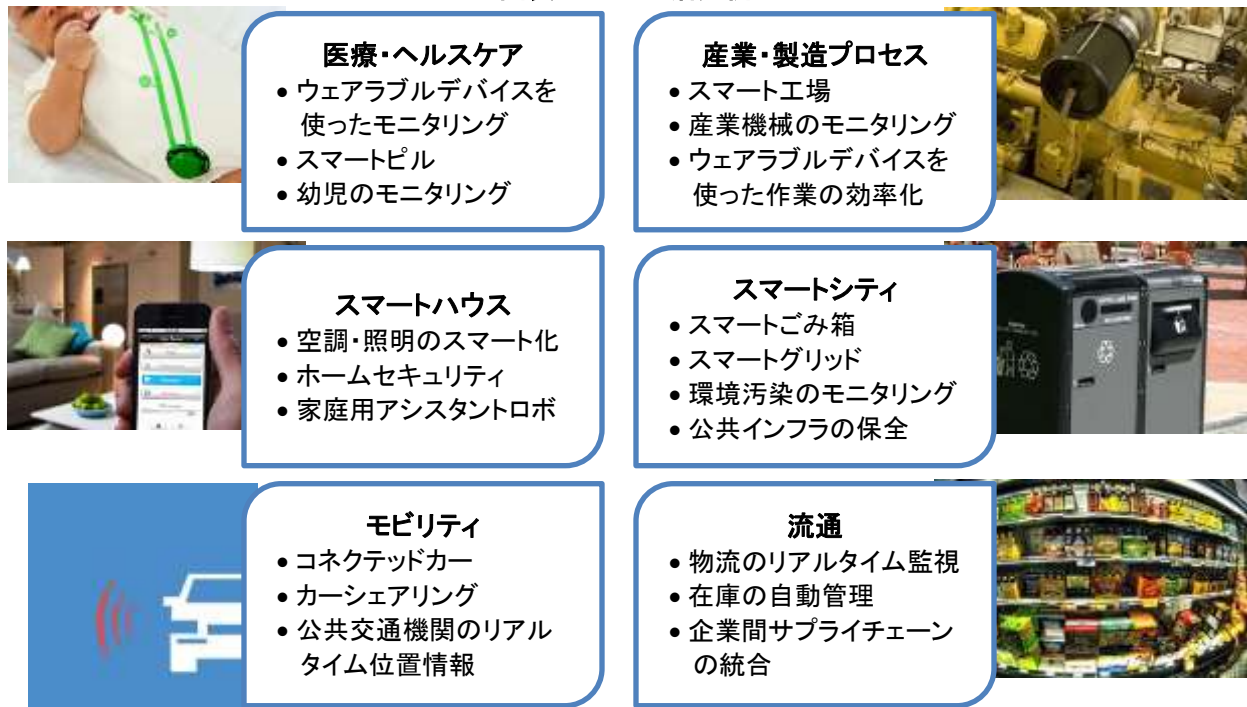 医療・ヘルスケア
• ウェアラブルデバイスを
使ったモニタリング
• スマートピル
• 幼児のモニタリング
産業・製造プロセス
• スマート工場
• 産業機械のモニタリング
• ウェアラブルデバイスを
使った作業の効率化
スマートハウス
• 空調・照明のスマート化
• ホームセキュリティ
• 家庭用アシスタントロボ
スマートシティ
• スマートごみ箱
• スマートグリッド
• 環境汚染のモニタリング
• 公共インフラの保全
モビリティ
• コネクテッドカー
• カーシェアリング
• 公共交通機関のリアル
タイム位置情報
流通
• 物流のリアルタイム監視
• 在庫の自動管理
• 企業間サプライチェーン
の統合